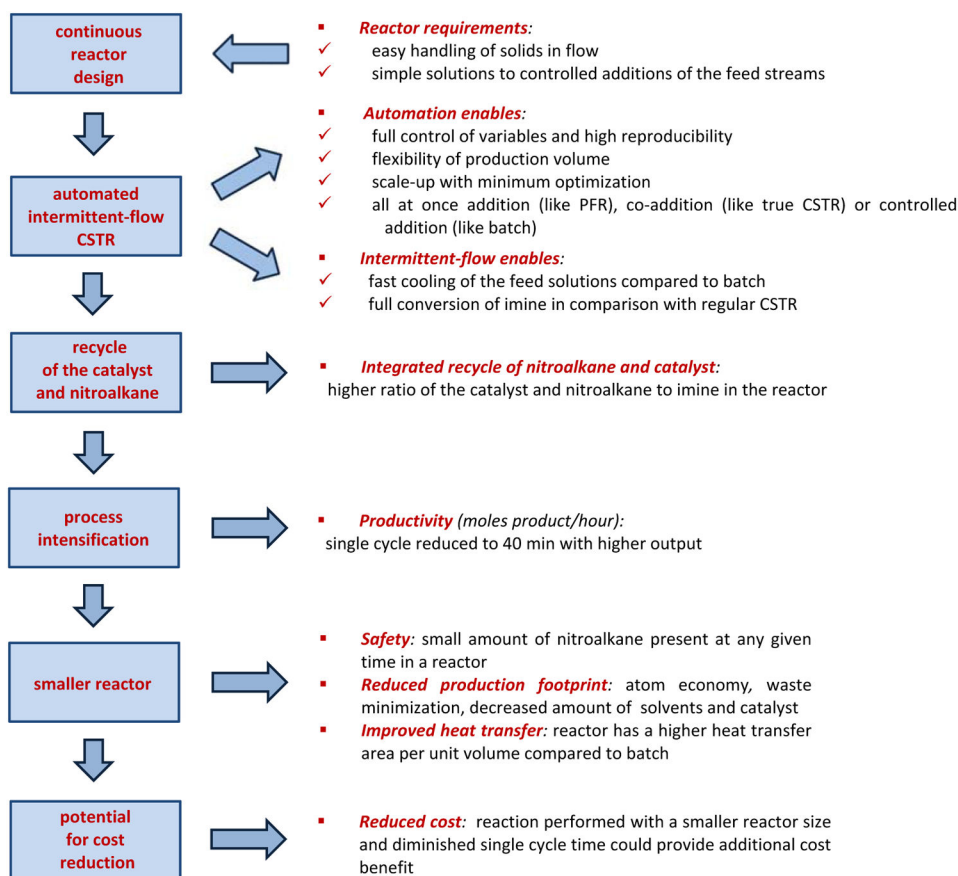 continuous
reactor
design
▪ Reactor requirements:
✓ easy handling of solids in flow
✓ simple solutions to controlled additions of the feed streams
▪ Automation enables:
✓ full control of variables and high reproducibility
✓ flexibility of production volume
✓ scale-up with minimum optimization
✓ all at once addition (like PFR), co-addition (like true CSTR) or controlled
addition (like batch)
automated
intermittent-flow
CSTR
▪ Intermittent-flow enables:
✓ fast cooling of the feed solutions compared to batch
✓ full conversion of imine in comparison with regular CSTR
recycle
of the catalyst
and nitroalkane
▪ Integrated recycle of nitroalkane and catalyst:
higher ratio of the catalyst and nitroalkane to imine in the reactor
process
intensification
▪ Productivity (moles product/hour):
single cycle reduced to 40 min with higher output
smaller reactor
▪ Safety: small amount of nitroalkane present at any given
time in a reactor
▪ Reduced production footprint: atom economy, waste
minimization, decreased amount of solvents and catalyst
▪ Improved heat transfer: reactor has a higher heat transfer
area per unit volume compared to batch
potential
for cost
reduction
▪ Reduced cost: reaction performed with a smaller reactor size
and diminished single cycle time could provide additional cost
benefit